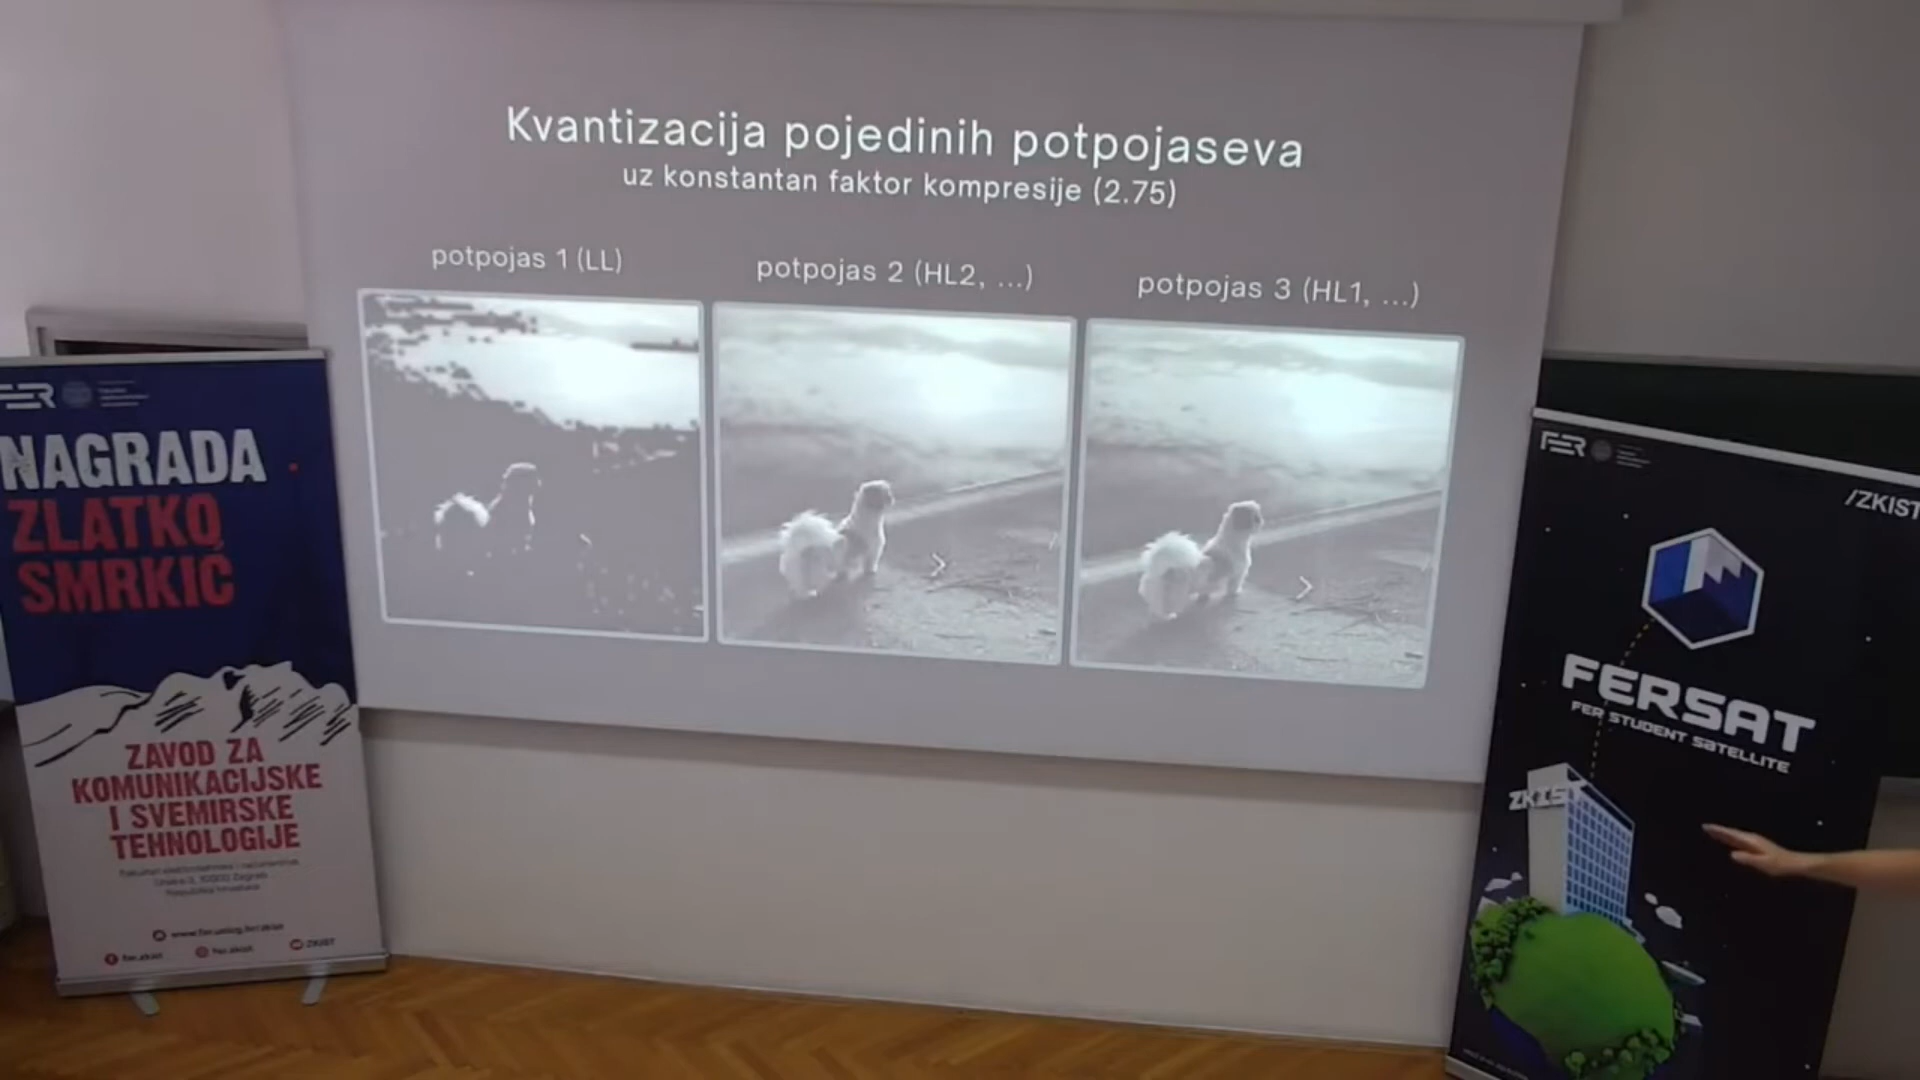 Kvantizacija pojedinih potpojaseva
uz konstantan faktor kompresije (2.75)
potpojas 1 (LL)
potpojas 2 (HL2, ...)
potpojas 3 (HL1, ...)
FER
NAGRADA
ZLATKO
SMRKIĆ
ZAVOD ZA
KOMUNIKACIJSKE
I SVEMIRSKE
TEHNOLOGIJE
ZKIST
FER
/ZKIST
FERSAT
FER STUDENT SATELLITE
ZKIST